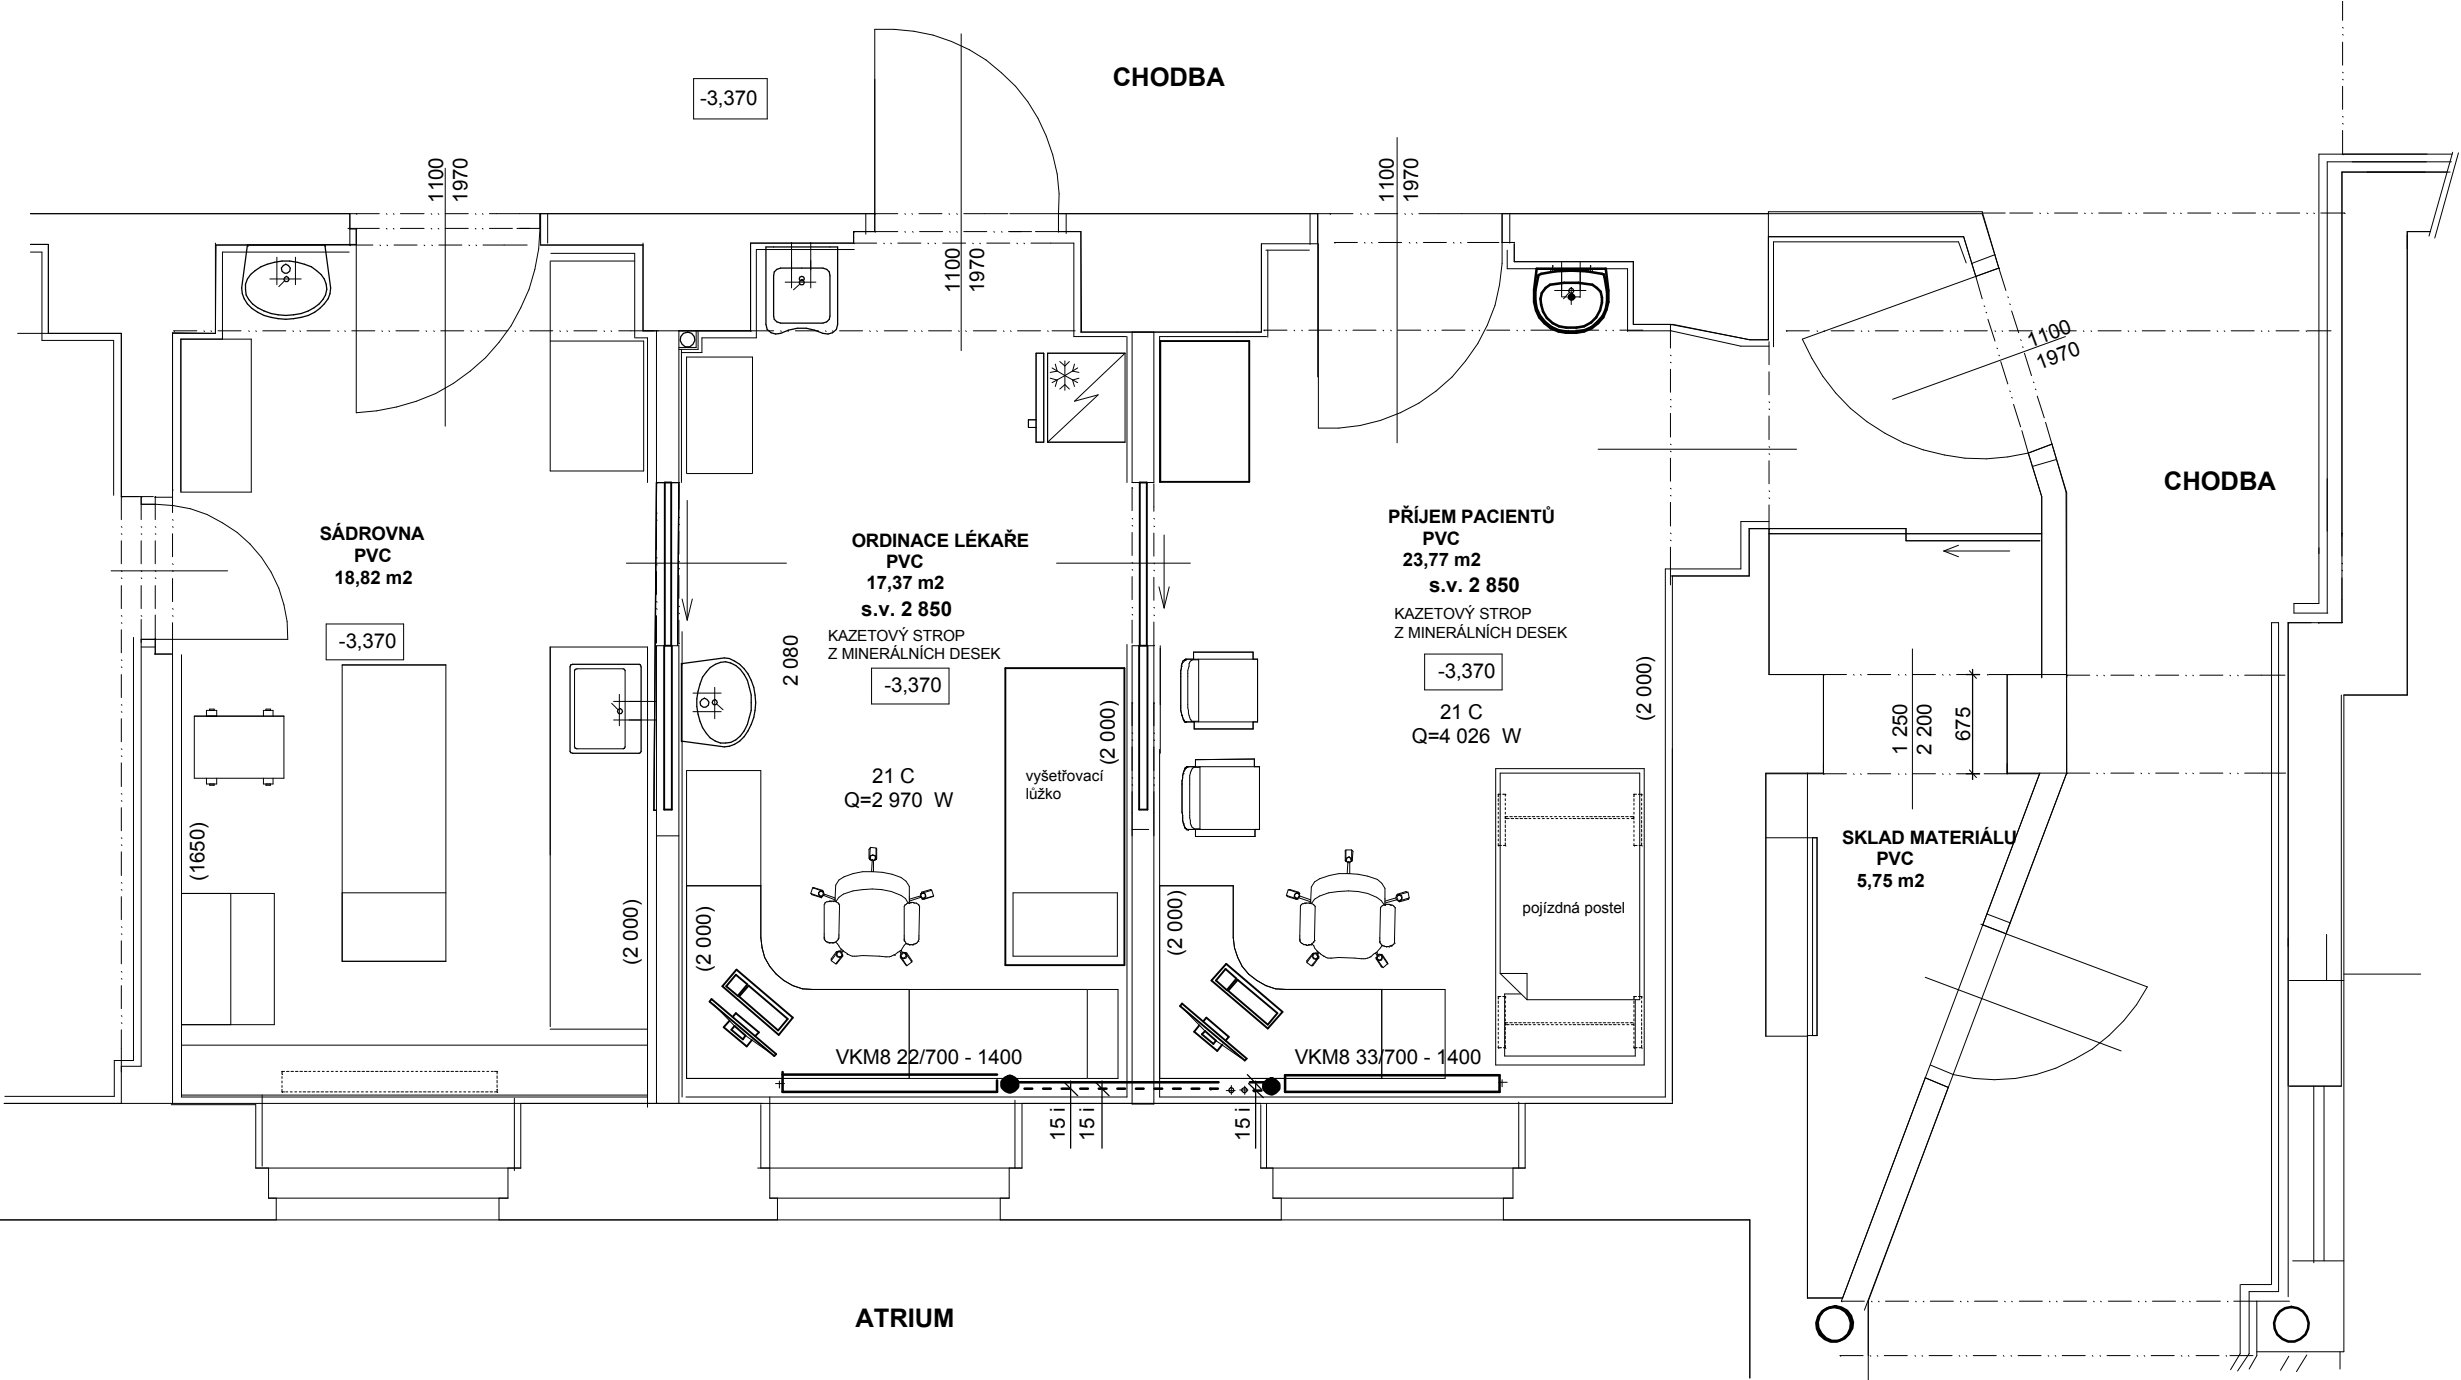 CHODBA
-3,370
1100
1970
1100
1970
1100
1970
1100
1970
CHODBA
SÁDROVNA
PVC
18,82 m2
-3,370
ORDINACE LÉKAŘE
PVC
17,37 m2
s.v. 2 850
KAZETOVÝ STROP
Z MINERÁLNÍCH DESEK
-3,370
2 080
PŘÍJEM PACIENTŮ
PVC
23,77 m2
s.v. 2 850
KAZETOVÝ STROP
Z MINERÁLNÍCH DESEK
-3,370
21 C
Q=4 026 W
(2 000)
(2 000)
1 250
2 200
675
21 C
Q=2 970 W
vyšetřovací
lůžko
(1650)
SKLAD MATERIÁLU
PVC
5,75 m2
(2 000)
(2 000)
(2 000)
pojízdná postel
VKM8 22/700 - 1400
VKM8 33/700 - 1400
15 i
15 i
15 i
ATRIUM